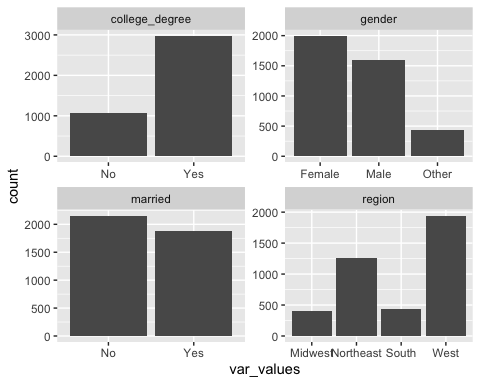 college_degree
gender
3000
2000
1000
0
No Yes
2000
1500
1000
500
0
Female Male Other
count
married
region
2000
1500
1000
500
0
No Yes
2000
1500
1000
500
0
Midwest Northeast South West
var_values